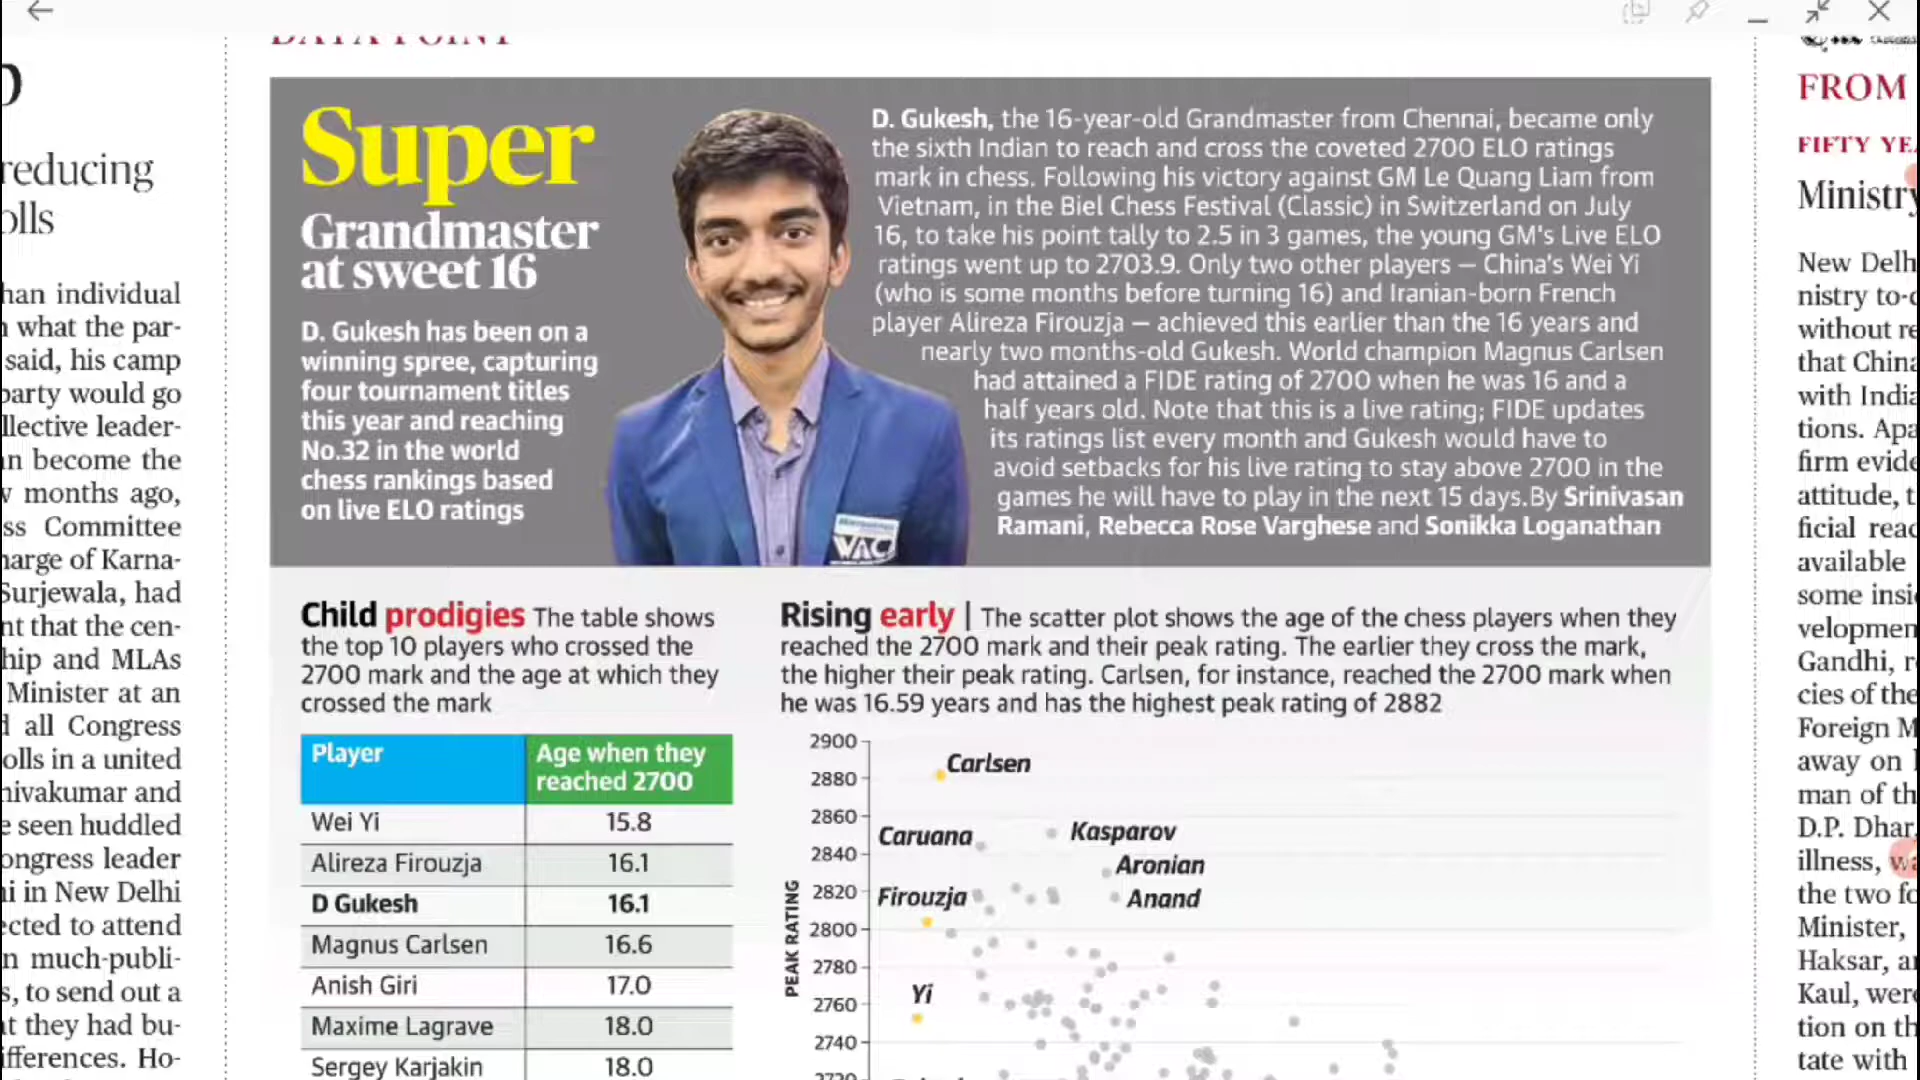 DATA POINT
reducing
olls
han individual
what the par-
said, his camp
party would go
llective leader-
n become the
months ago,
ss Committee
harge of Karna-
Surjewala, had
nt that the cen-
hip and MLAs
Minister at an
all Congress
olls in a united
hivakumar and
e seen huddled
ongress leader
i in New Delhi
cted to attend
n much-publi-
s, to send out a
t they had bu-
ifferences. Ho-
Super
Grandmaster
at sweet 16
D. Gukesh has been on a
winning spree, capturing
four tournament titles
this year and reaching
No.32 in the world
chess rankings based
on live ELO ratings
WACA
D. Gukesh, the 16-year-old Grandmaster from Chennai, became only
the sixth Indian to reach and cross the coveted 2700 ELO ratings
mark in chess. Following his victory against GM Le Quang Liam from
Vietnam, in the Biel Chess Festival (Classic) in Switzerland on July
16, to take his point tally to 2.5 in 3 games, the young GM's Live ELO
ratings went up to 2703.9. Only two other players — China's Wei Yi
(who is some months before turning 16) and Iranian-born French
player Alireza Firouzja — achieved this earlier than the 16 years and
nearly two months-old Gukesh. World champion Magnus Carlsen
had attained a FIDE rating of 2700 when he was 16 and a
half years old. Note that this is a live rating; FIDE updates
its ratings list every month and Gukesh would have to
avoid setbacks for his live rating to stay above 2700 in the
games he will have to play in the next 15 days.By Srinivasan
Ramani, Rebecca Rose Varghese and Sonikka Loganathan
Child prodigies The table shows
the top 10 players who crossed the
2700 mark and the age at which they
crossed the mark
Player Age when they
reached 2700
Wei Yi 15.8
Alireza Firouzja 16.1
D Gukesh 16.1
Magnus Carlsen 16.6
Anish Giri 17.0
Maxime Lagrave 18.0
Sergey Karjakin 18.0
Rising early | The scatter plot shows the age of the chess players when they
reached the 2700 mark and their peak rating. The earlier they cross the mark,
the higher their peak rating. Carlsen, for instance, reached the 2700 mark when
he was 16.59 years and has the highest peak rating of 2882
PEAK RATING
2900
2880
2860
2840
2820
2800
2780
2760
2740
2720
Carlsen
Caruana
Kasparov
Aronian
Firouzja
Anand
Yi
FROM
FIFTY YEA
Ministry
New Delh
nistry to-d
without re
that China
with India
tions. Apa
firm evide
attitude, t
ficial reac
available
some insi
velopmen
Gandhi, r
cies of the
Foreign M
away on
man of th
D.P. Dhar,
illness, wa
the two fo
Minister,
Haksar, a
Kaul, were
tion on th
tate with